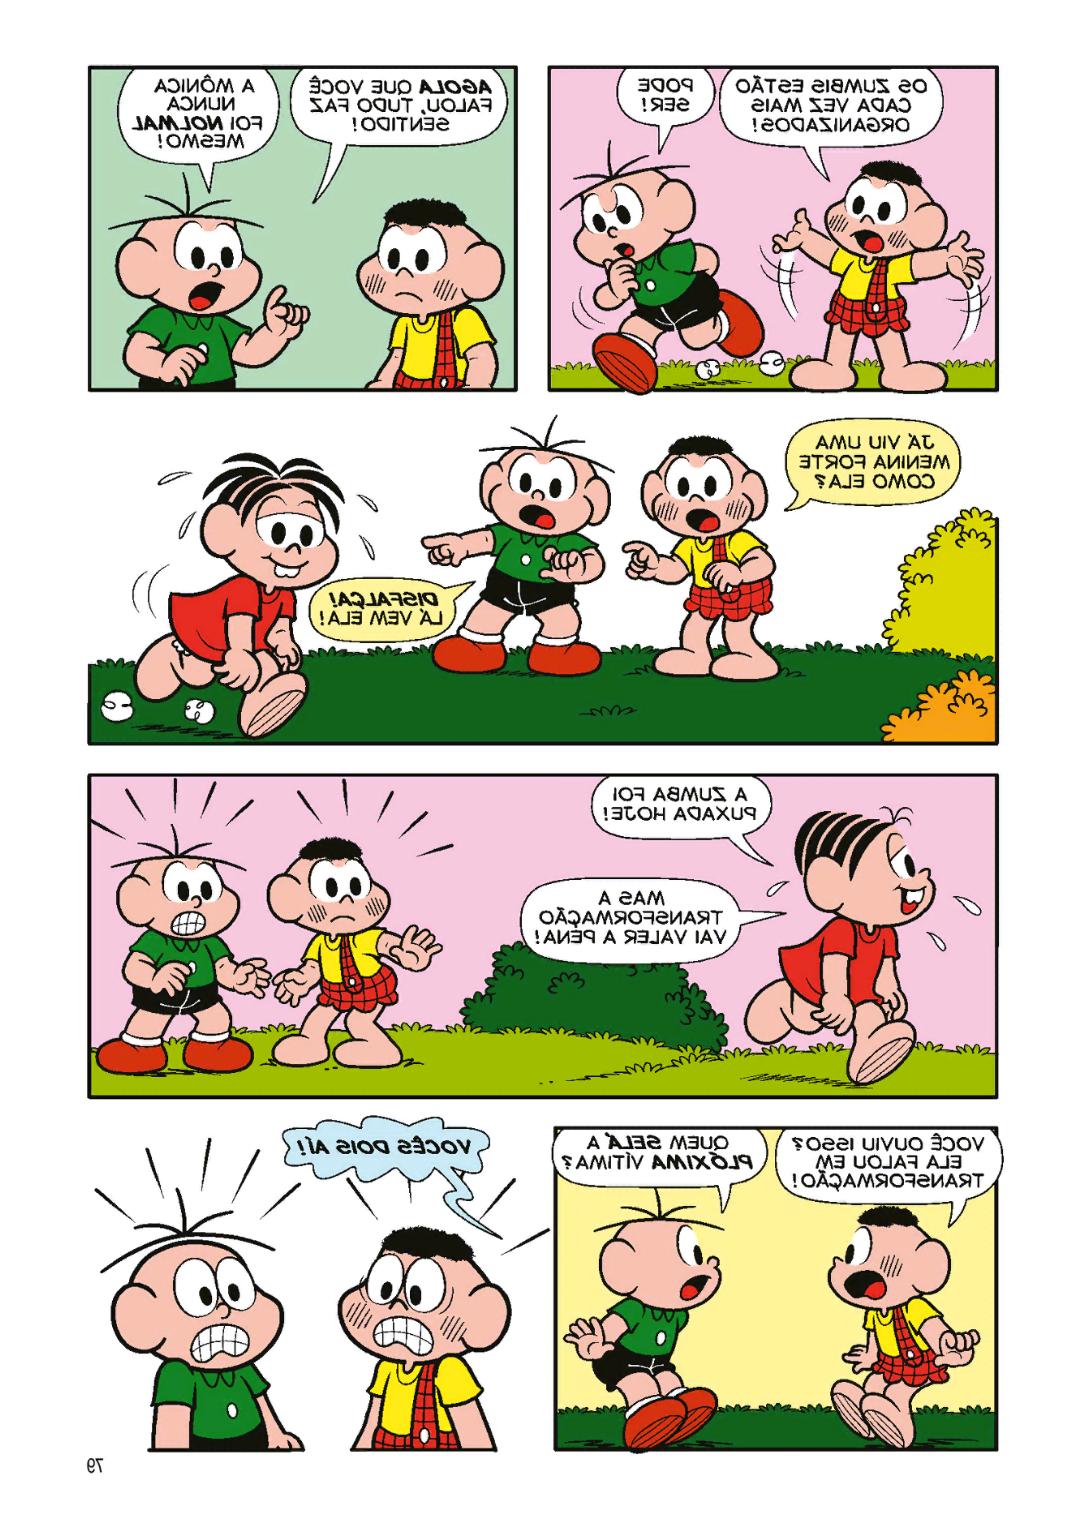 OS ZUMBIS ESTÃO
CADA VEZ MAIS
ORGANIZADOS!
PODE
SER!
AGOLA QUE VOCÊ
FALOU, TUDO FAZ
SENTIDO!
A MÔNICA
NUNCA
FOI NOLMAL
MESMO!
JÁ VIU UMA
MENINA FORTE
COMO ELA?
DISFALÇA!
LÁ VEM ELA!
A ZUMBA FOI
PUXADA HOJE!
MAS A
TRANSFORMAÇÃO
VAI VALER A PENA!
VOCÊ OUVIU ISSO?
ELA FALOU EM
TRANSFORMAÇÃO!
QUEM SELÁ A
PLÓXIMA VÍTIMA?
VOCÊS DOIS AÍ!
79